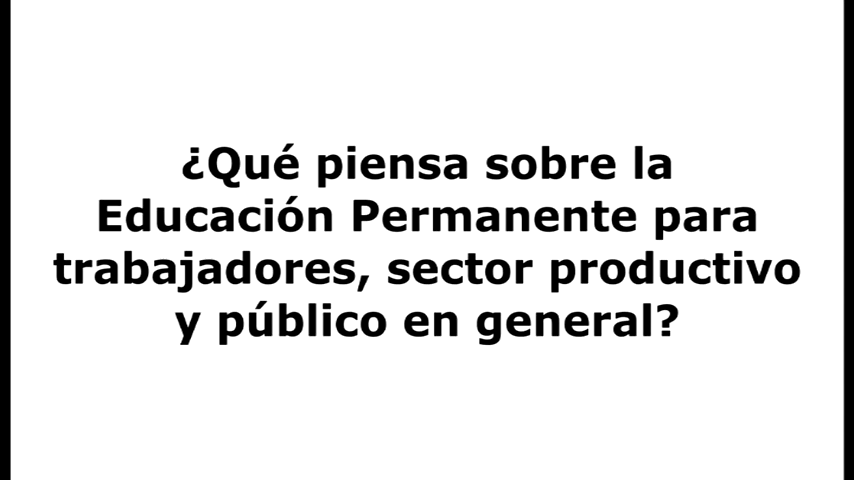 ¿Qué piensa sobre la
Educación Permanente para
trabajadores, sector productivo
y público en general?